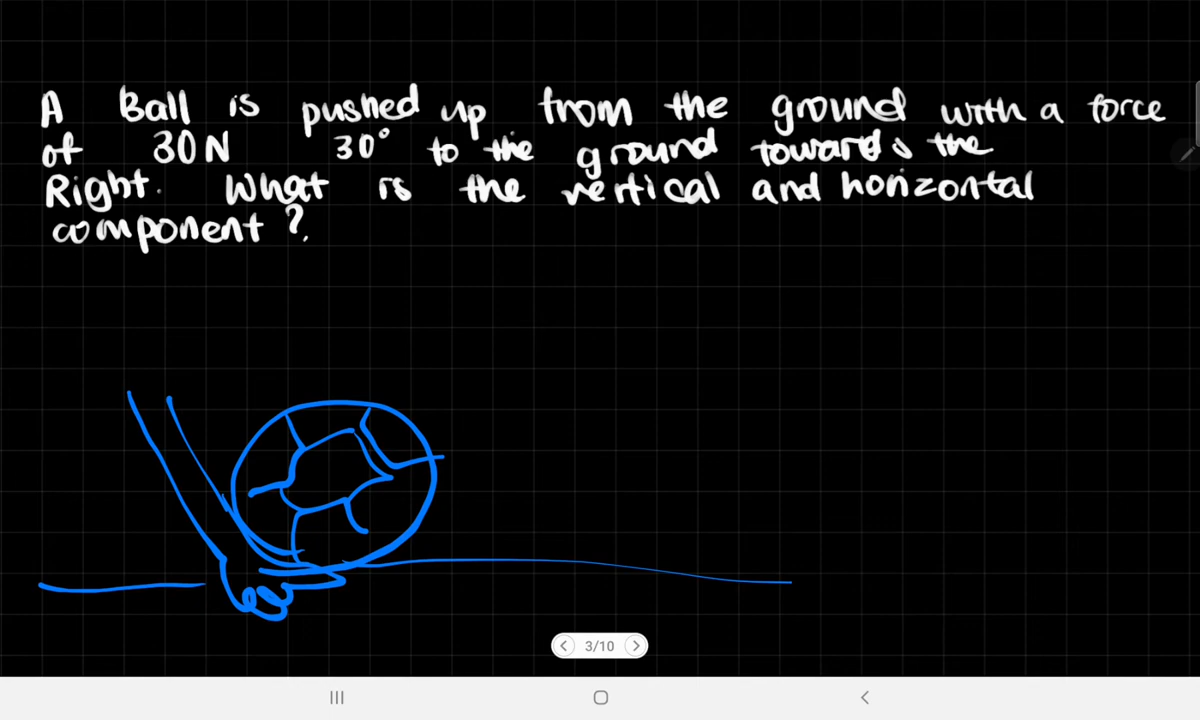 A Ball is pushed up from the ground with a force
of 30N 30° to the ground towards the
Right. What is the vertical and horizontal
component?
3/10